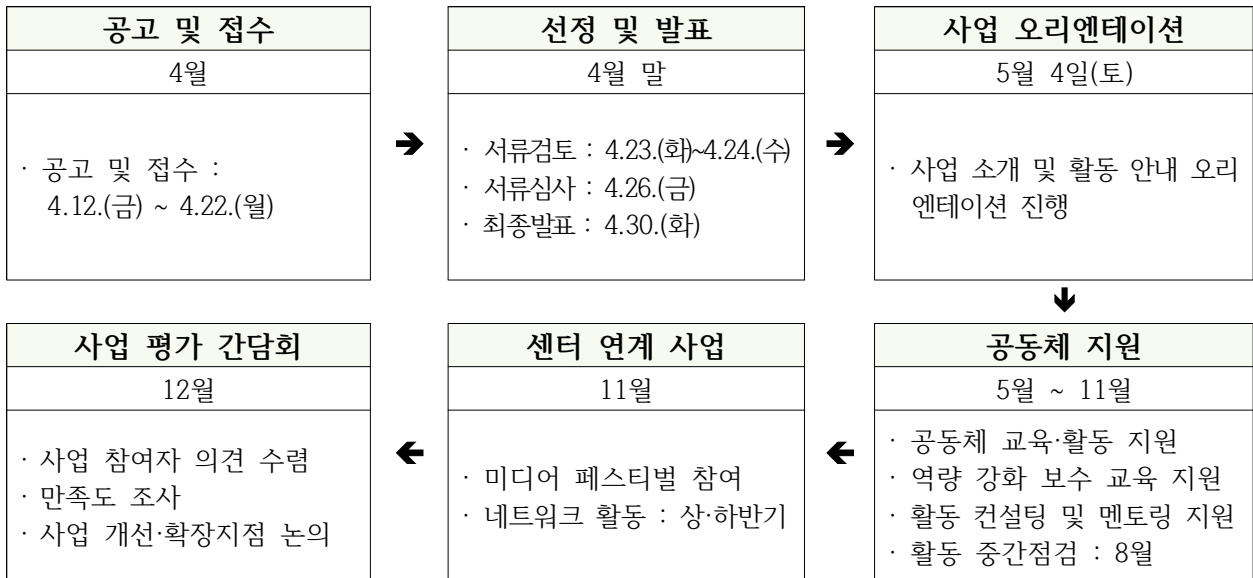 공고 및 접수
4월
· 공고 및 접수 :
4.12.(금) ~ 4.22.(월)
➔
선정 및 발표
4월 말
· 서류검토 : 4.23.(화)~4.24.(수)
· 서류심사 : 4.26.(금)
· 최종발표 : 4.30.(화)
➔
사업 오리엔테이션
5월 4일(토)
· 사업 소개 및 활동 안내 오리
엔테이션 진행
🡻
공동체 지원
5월 ~ 11월
· 공동체 교육·활동 지원
· 역량 강화 보수 교육 지원
· 활동 컨설팅 및 멘토링 지원
· 활동 중간점검 : 8월
🡸
센터 연계 사업
11월
· 미디어 페스티벌 참여
· 네트워크 활동 : 상·하반기
🡸
사업 평가 간담회
12월
· 사업 참여자 의견 수렴
· 만족도 조사
· 사업 개선·확장지점 논의